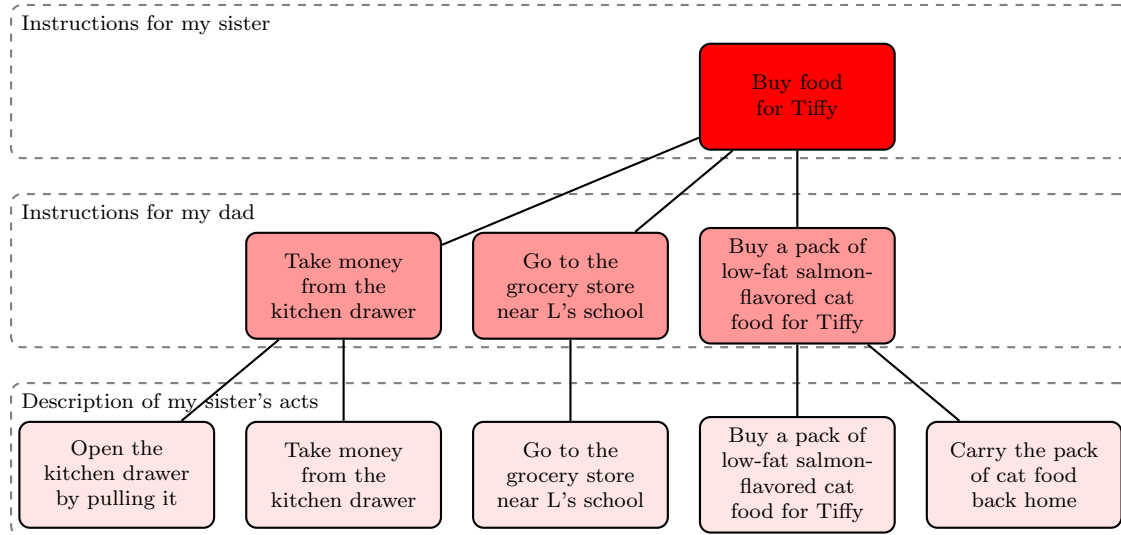 Instructions for my sister
Buy food
for Tiffy
Instructions for my dad
Take money
from the
kitchen drawer
Go to the
grocery store
near L's school
Buy a pack of
low-fat salmon-
flavored cat
food for Tiffy
Description of my sister's acts
Open the
kitchen drawer
by pulling it
Take money
from the
kitchen drawer
Go to the
grocery store
near L's school
Buy a pack of
low-fat salmon-
flavored cat
food for Tiffy
Carry the pack
of cat food
back home